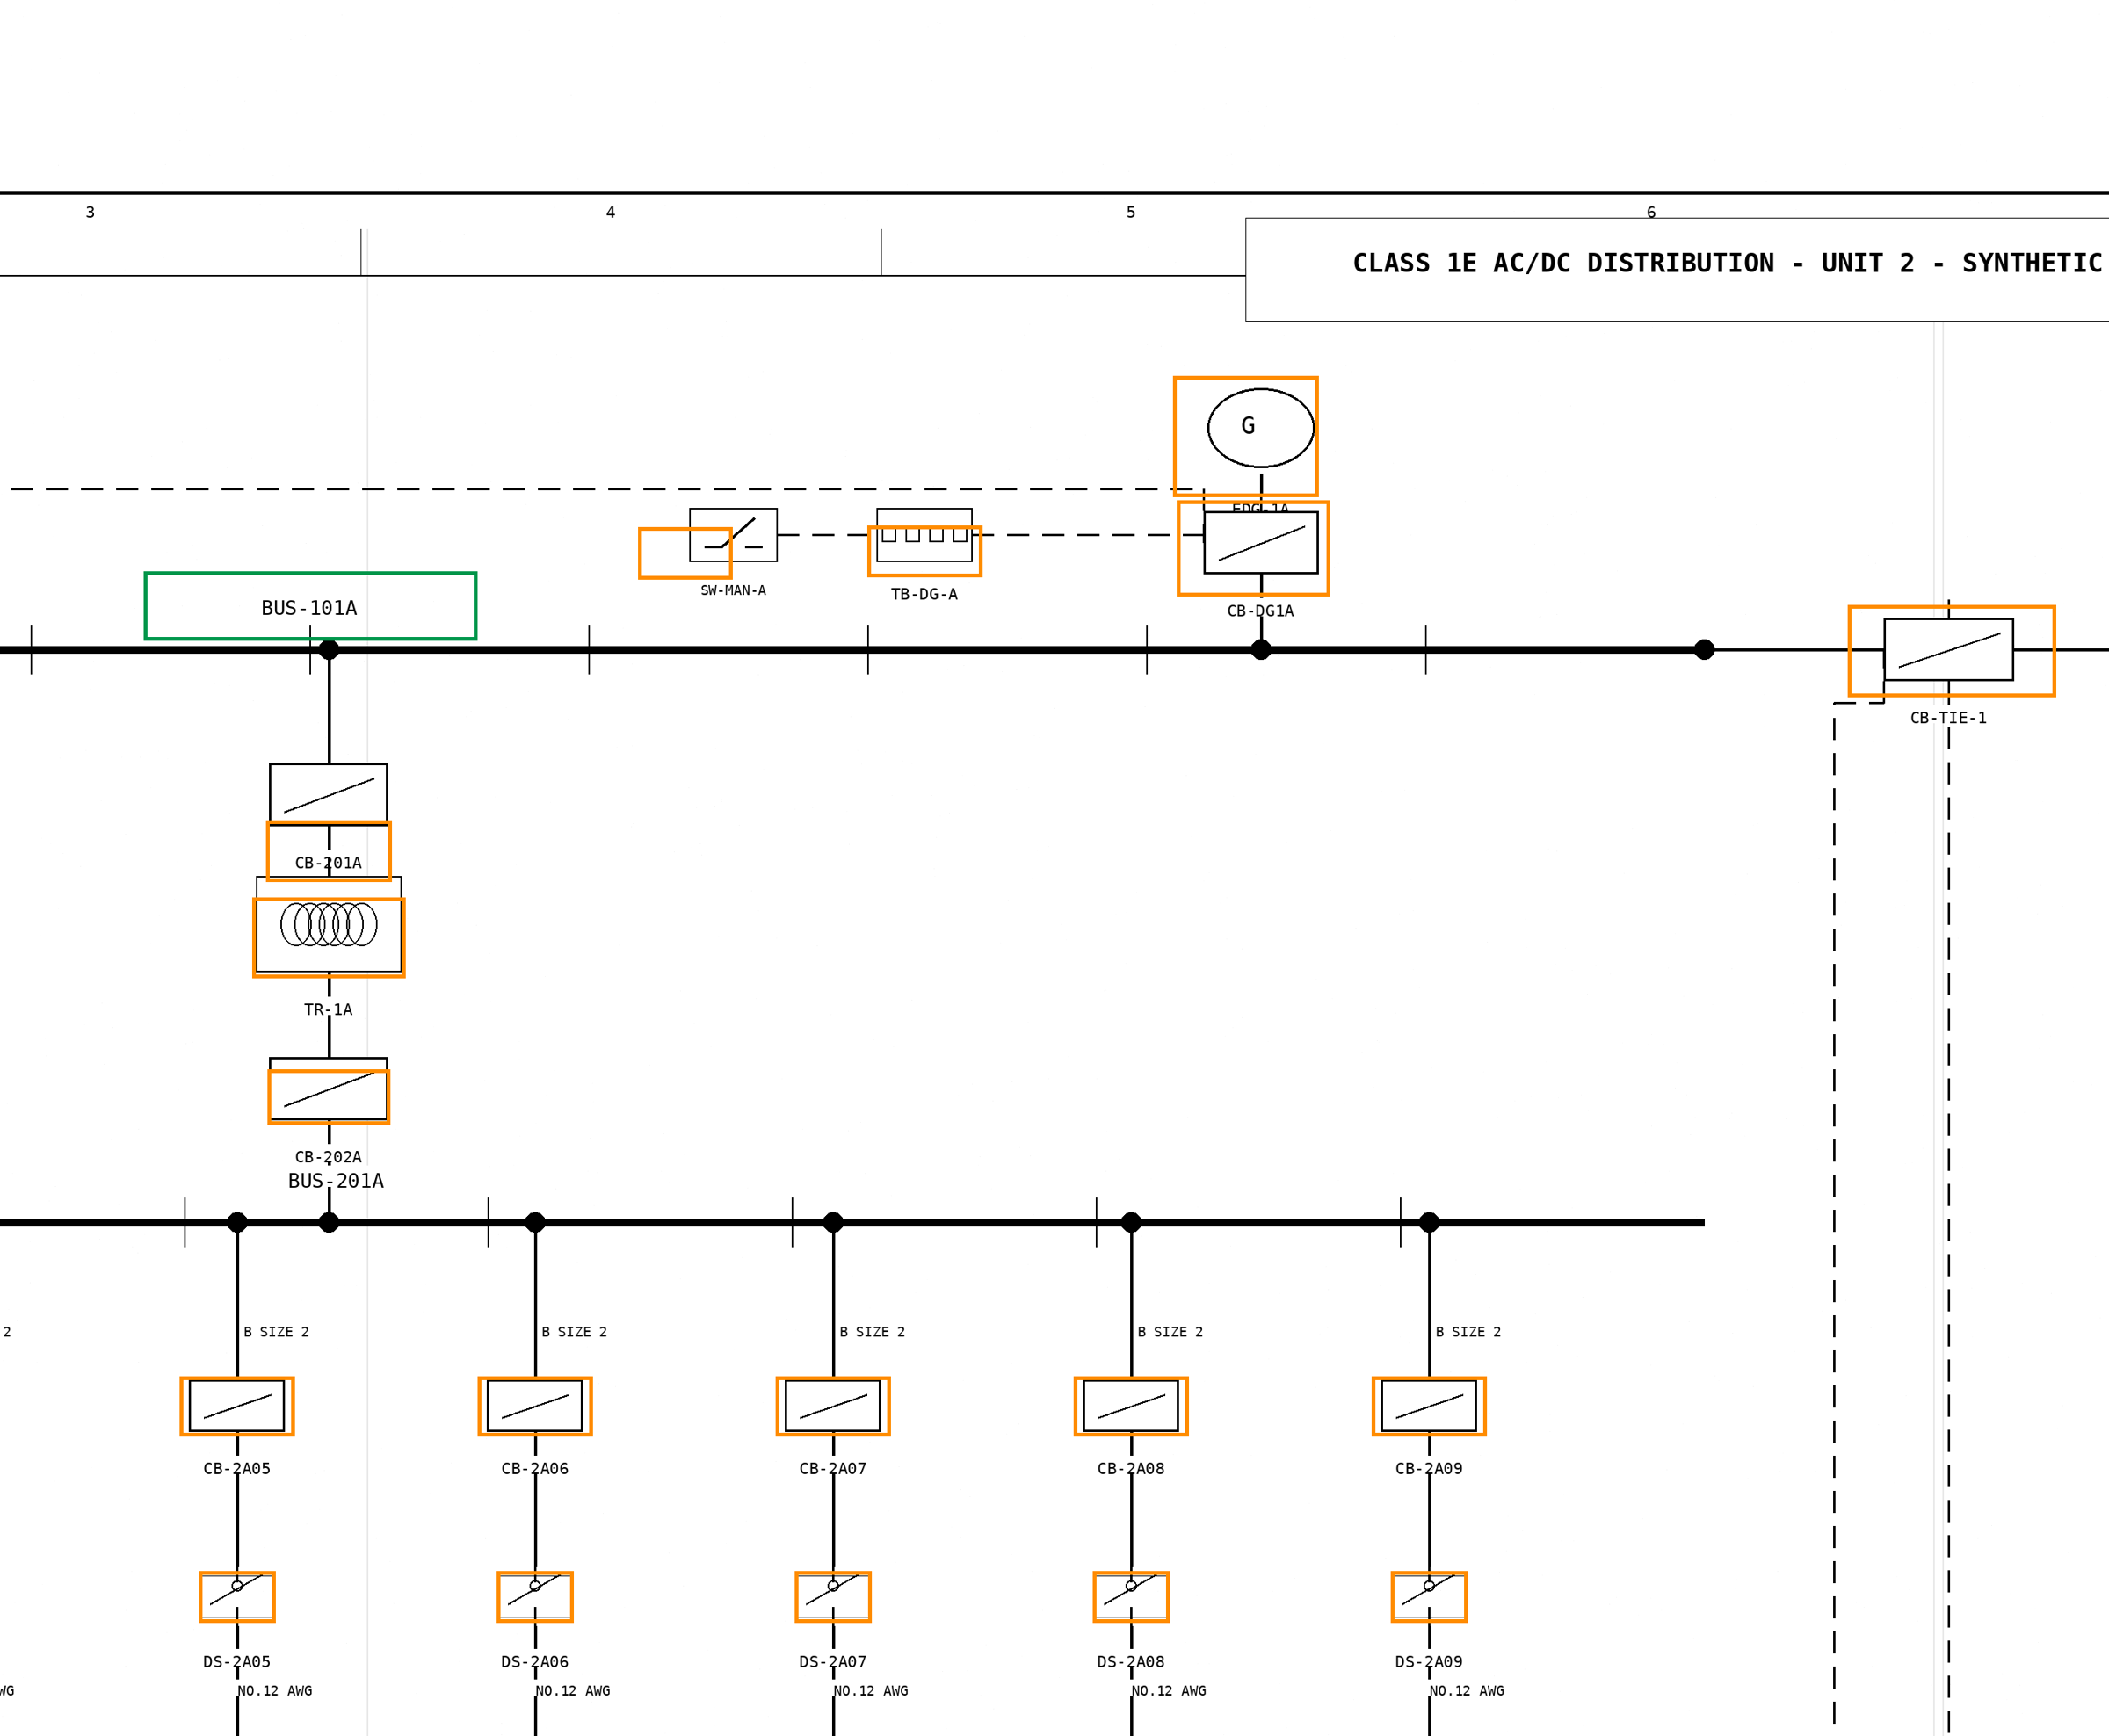 3 4 5 6
CLASS 1E AC/DC DISTRIBUTION - UNIT 2 - SYNTHETIC
G
EDG-1A
SW-MAN-A
TB-DG-A
BUS-101A
CB-DG1A
CB-TIE-1
CB-201A
TR-1A
CB-202A
BUS-201A
2 B SIZE 2 B SIZE 2 B SIZE 2 B SIZE 2 B SIZE 2
CB-2A05 CB-2A06 CB-2A07 CB-2A08 CB-2A09
DS-2A05 DS-2A06 DS-2A07 DS-2A08 DS-2A09
WG NO.12 AWG NO.12 AWG NO.12 AWG NO.12 AWG NO.12 AWG